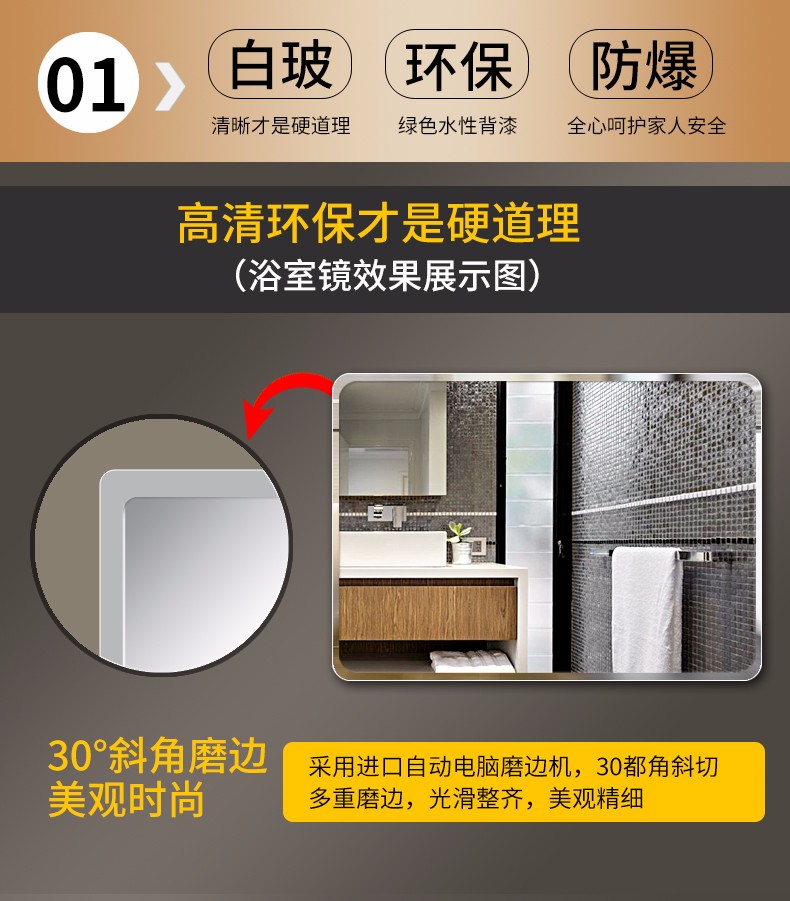 01
白玻 环保 防爆
清晰才是硬道理 绿色水性背漆 全心呵护家人安全
高清环保才是硬道理
（浴室镜效果展示图）
30°斜角磨边
美观时尚
采用进口自动电脑磨边机，30都角斜切
多重磨边，光滑整齐，美观精细